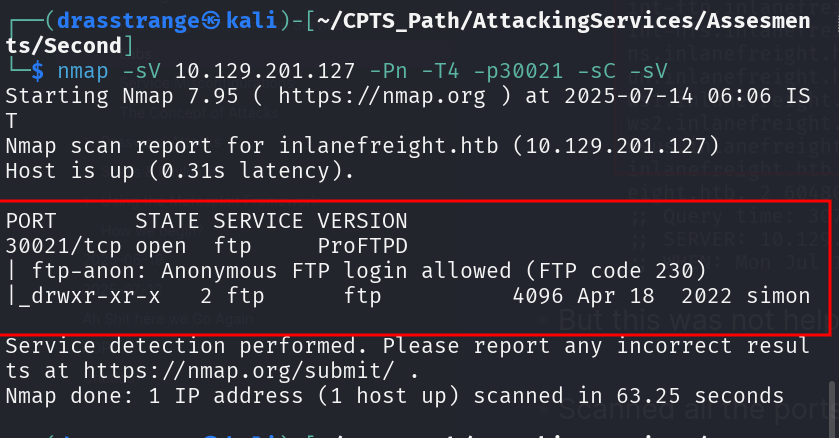 ┌──(drasstrange㉿kali)-[~/CPTS_Path/AttackingServices/Assesmen
ts/Second]
└─$ nmap -sV 10.129.201.127 -Pn -T4 -p30021 -sC -sV
Starting Nmap 7.95 ( https://nmap.org ) at 2025-07-14 06:06 IS
T
Nmap scan report for inlanefreight.htb (10.129.201.127)
Host is up (0.31s latency).
PORT      STATE SERVICE VERSION
30021/tcp open  ftp     ProFTPD
| ftp-anon: Anonymous FTP login allowed (FTP code 230)
|_drwxr-xr-x   2 ftp      ftp          4096 Apr 18  2022 simon
Service detection performed. Please report any incorrect resul
ts at https://nmap.org/submit/ .
Nmap done: 1 IP address (1 host up) scanned in 63.25 seconds